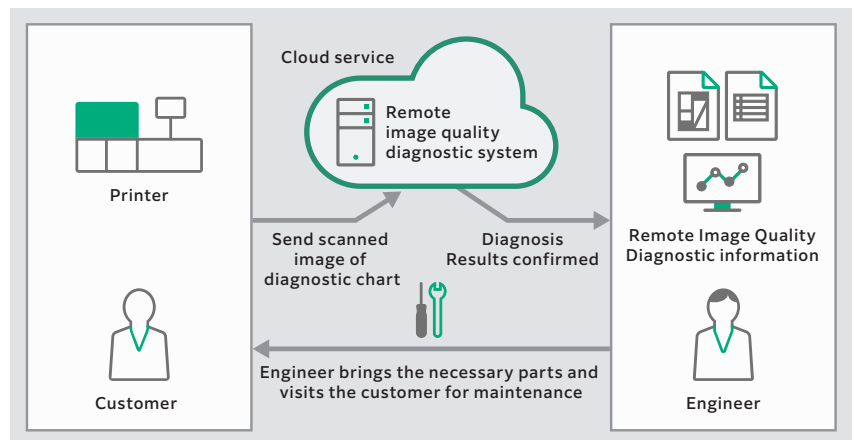 Cloud service
Remote
image quality
diagnostic system
Printer
Send scanned
image of
diagnostic chart
Diagnosis
Results confirmed
Remote Image Quality
Diagnostic information
Engineer brings the necessary parts and
visits the customer for maintenance
Customer
Engineer